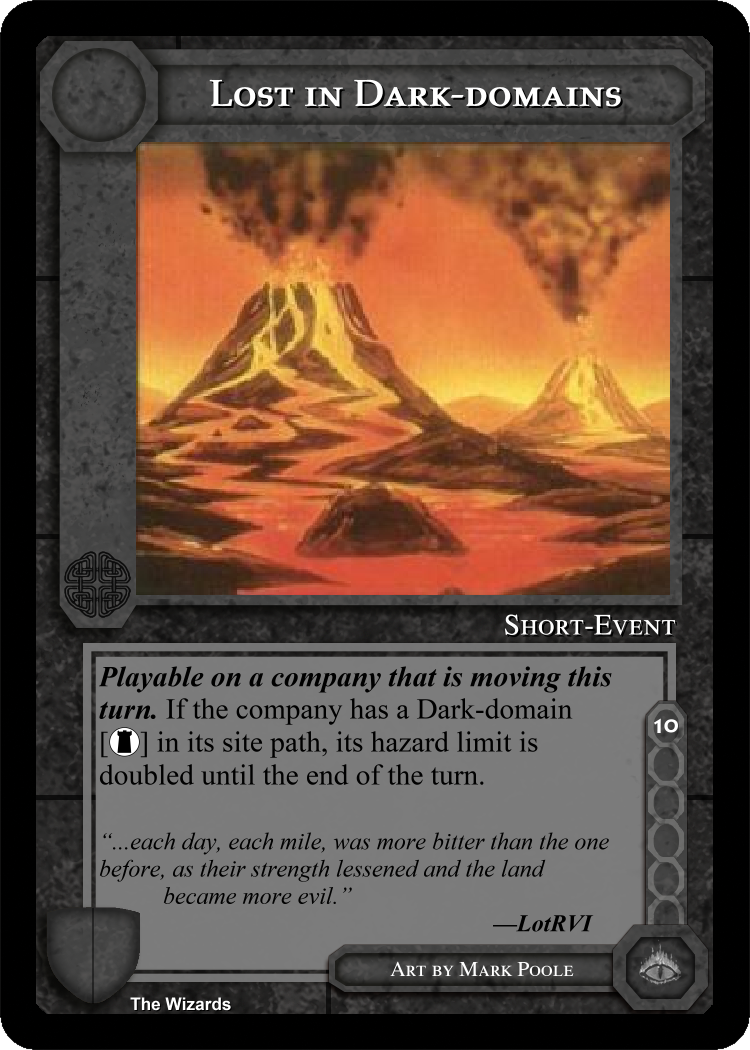 Lost in Dark-domains
Short-Event
Playable on a company that is moving this
turn. If the company has a Dark-domain
[] in its site path, its hazard limit is
doubled until the end of the turn.
10
“...each day, each mile, was more bitter than the one
before, as their strength lessened and the land
became more evil.”
—LotRVI
Art by Mark Poole
The Wizards